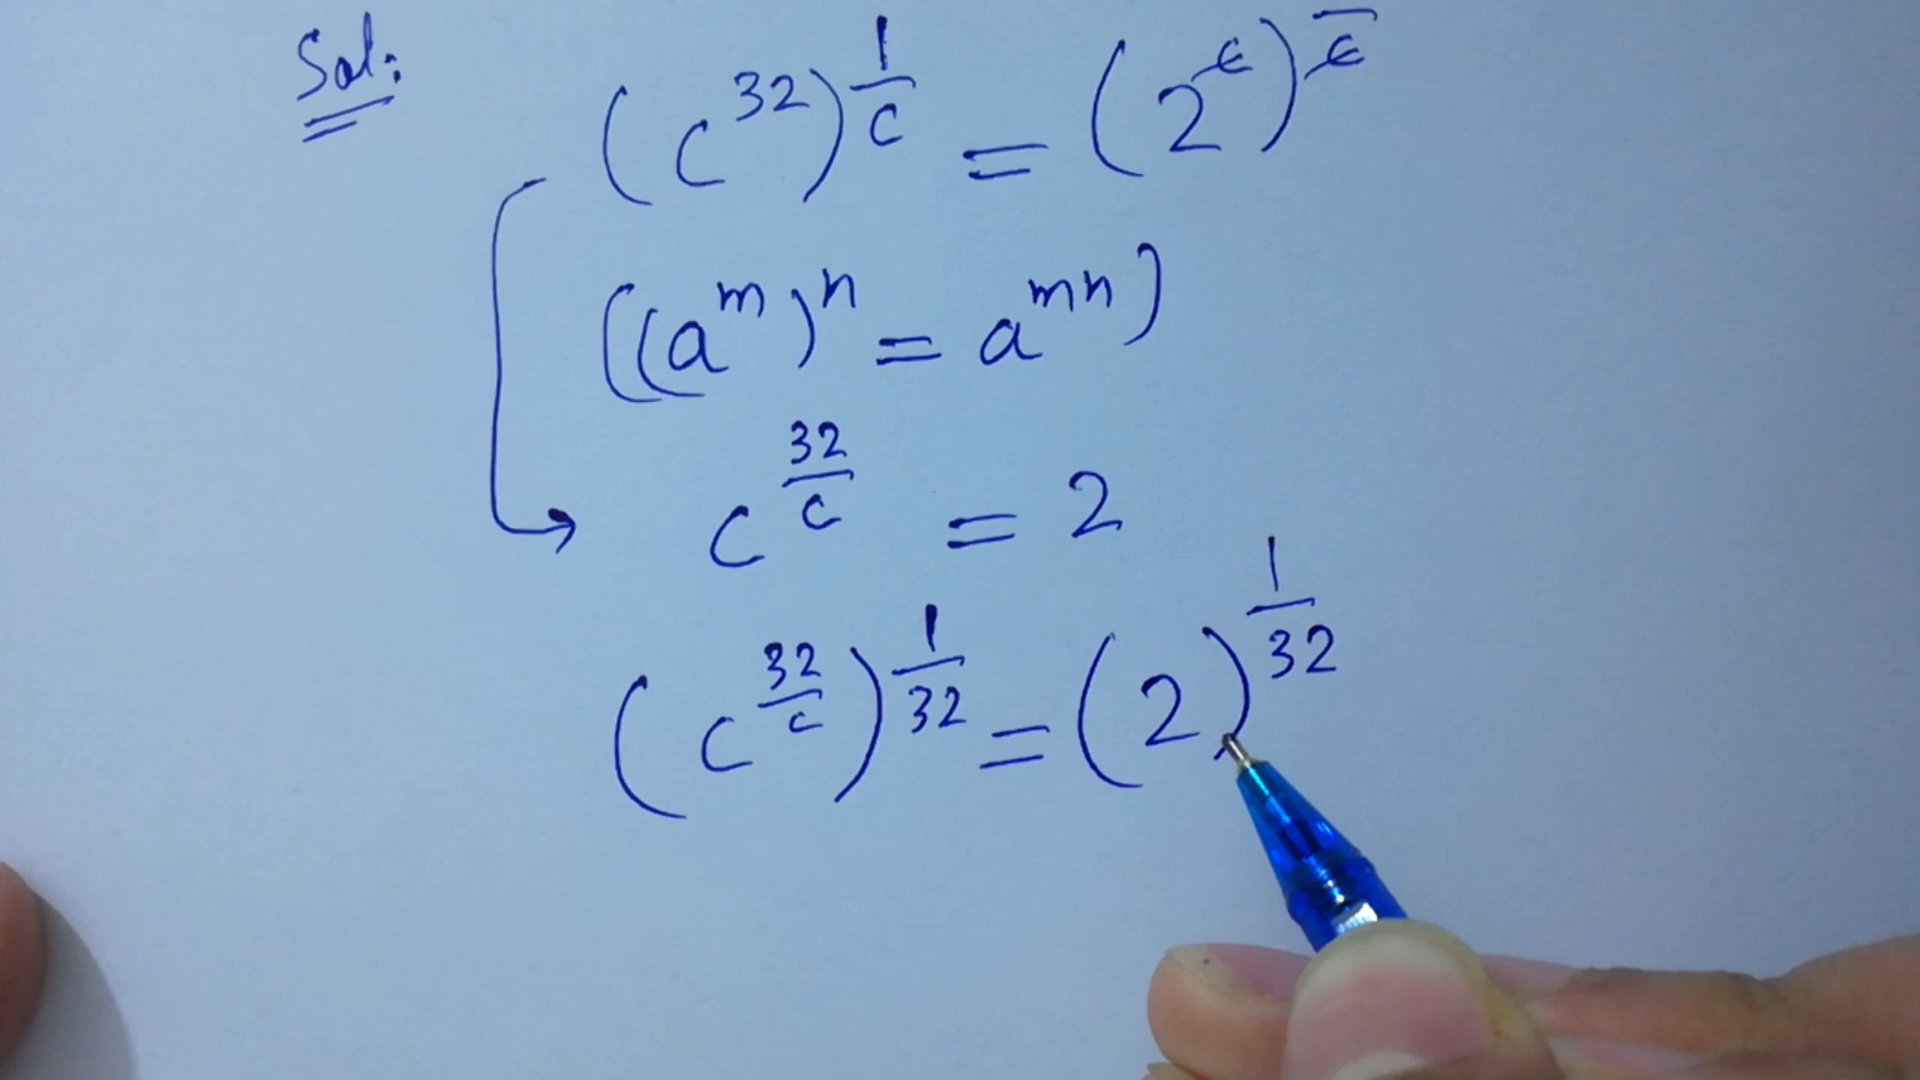 Sol:
(c^32)^(1/c) = (2^c)^(1/c)
((a^m)^n = a^mn)
c^(32/c) = 2
(c^(32/c))^(1/32) = (2)^(1/32)